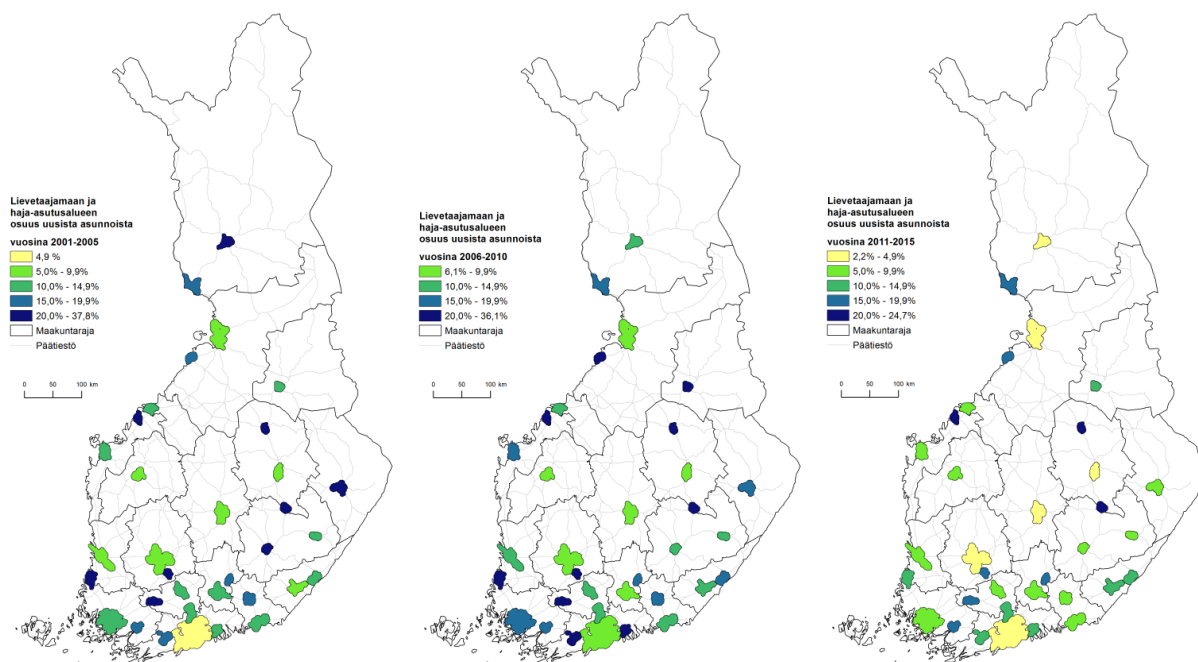 Lievetaajamaan ja
haja-asutusalueen
osuus uusista asunnoista
vuosina 2001-2005
4,9 %
5,0% - 9,9%
10,0% - 14,9%
15,0% - 19,9%
20,0% - 37,8%
Maakuntaraja
Päätiestö
0 50 100 km
Lievetaajamaan ja
haja-asutusalueen
osuus uusista asunnoista
vuosina 2006-2010
6,1% - 9,9%
10,0% - 14,9%
15,0% - 19,9%
20,0% - 36,1%
Maakuntaraja
Päätiestö
0 50 100 km
Lievetaajamaan ja
haja-asutusalueen
osuus uusista asunnoista
vuosina 2011-2015
2,2% - 4,9%
5,0% - 9,9%
10,0% - 14,9%
15,0% - 19,9%
20,0% - 24,7%
Maakuntaraja
Päätiestö
0 50 100 km